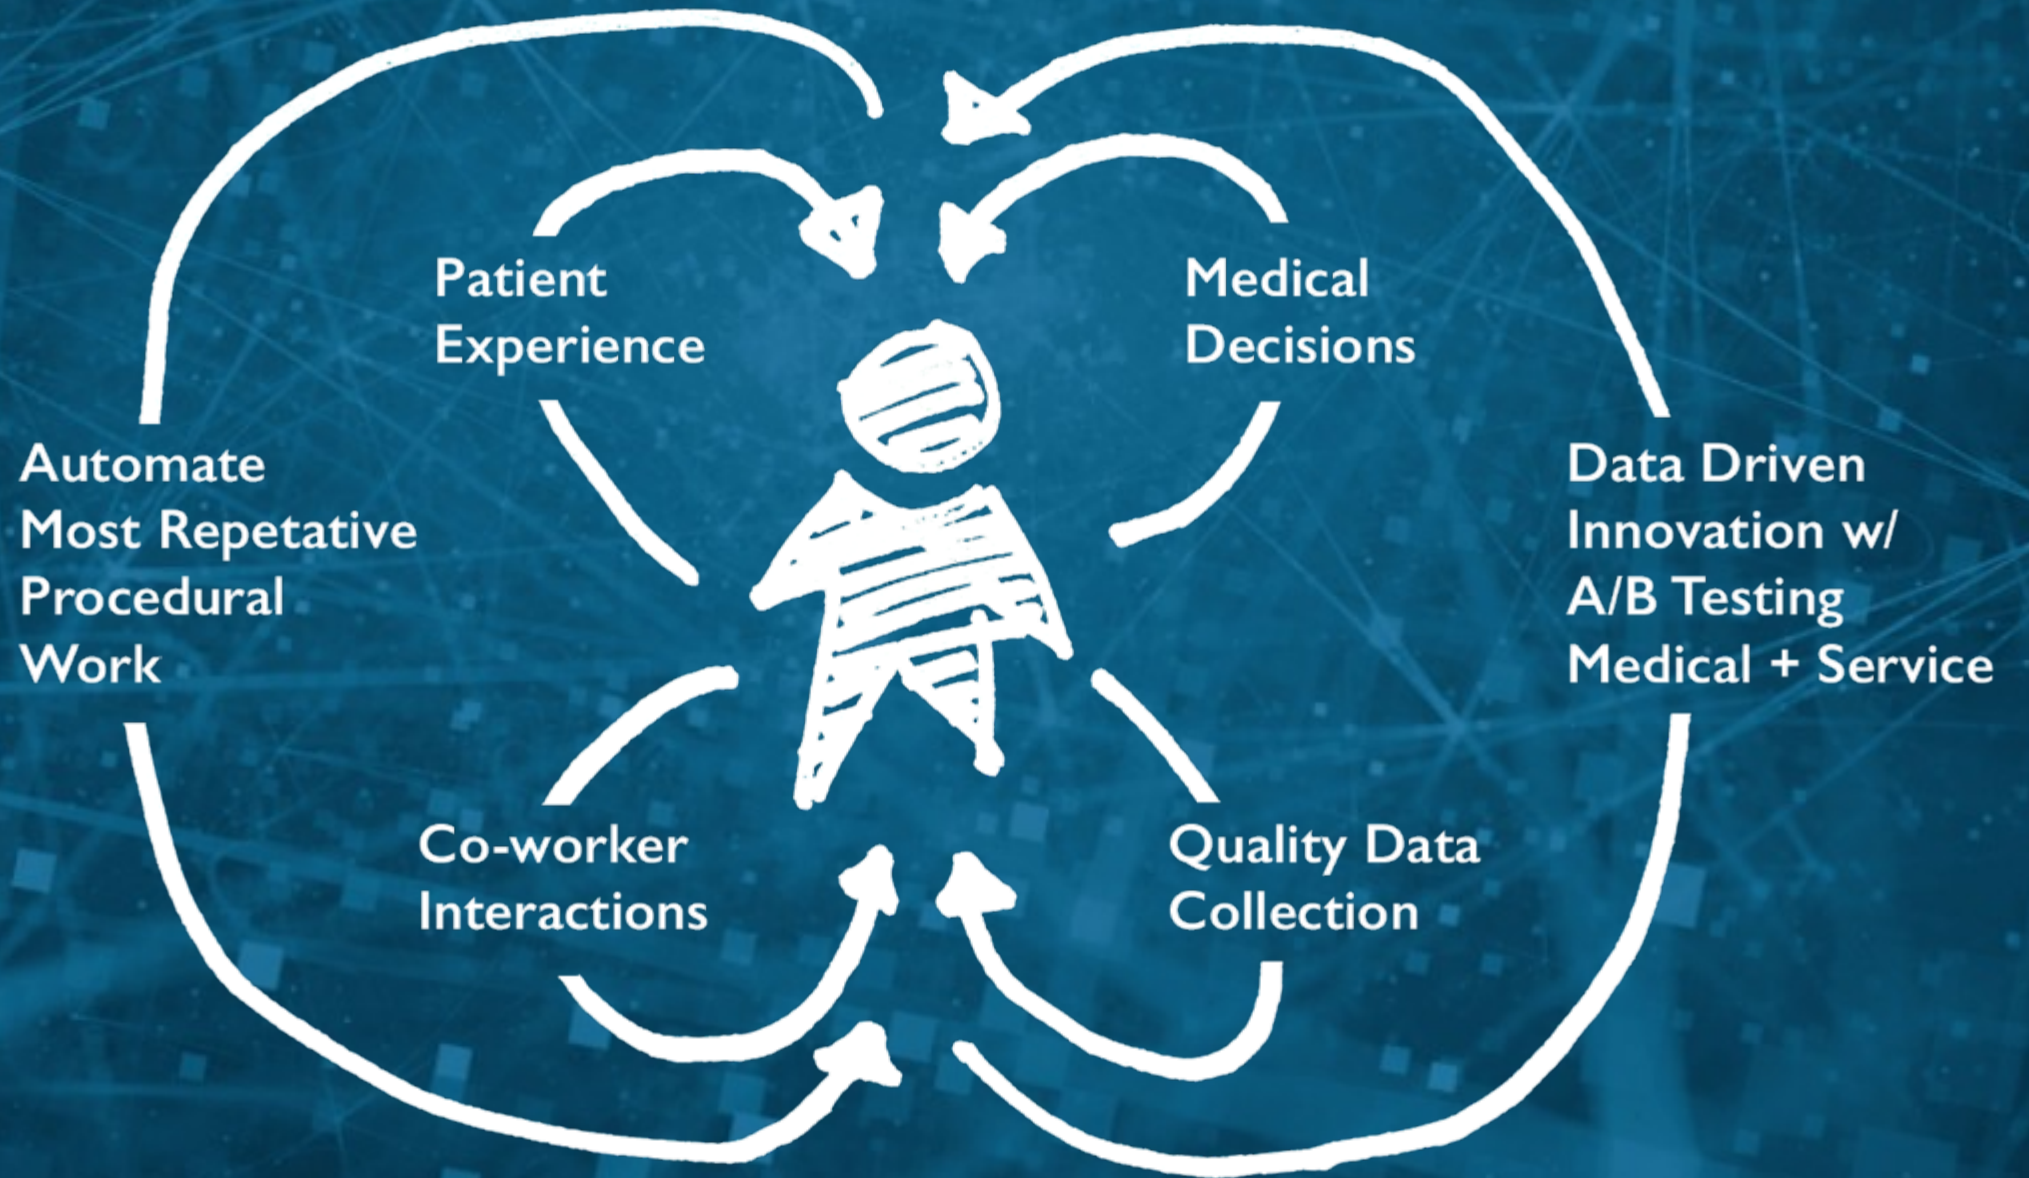 Patient
Experience
Medical
Decisions
Automate
Most Repetative
Procedural
Work
Data Driven
Innovation w/
A/B Testing
Medical + Service
Co-worker
Interactions
Quality Data
Collection